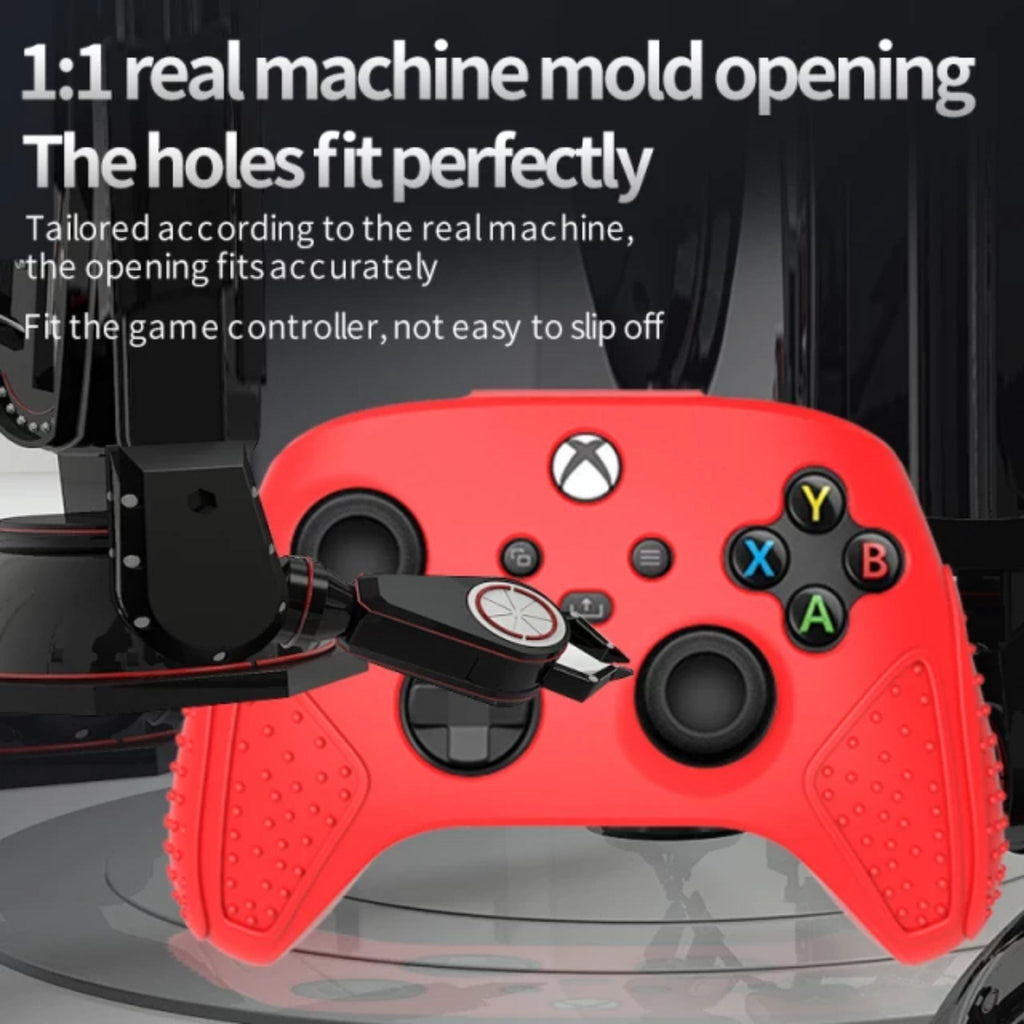 1:1 real machine mold opening
The holes fit perfectly
Tailored according to the real machine,
the opening fits accurately
Fit the game controller, not easy to slip off
Y
X
B
A